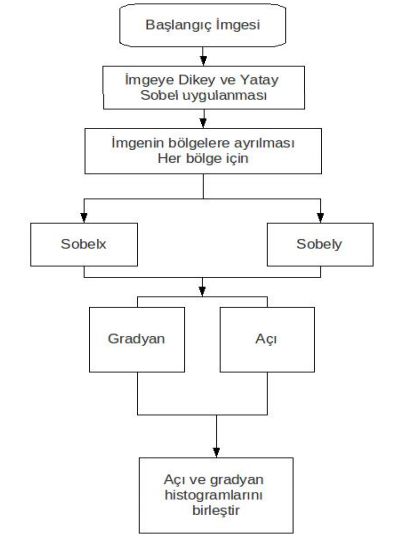 Başlangıç İmgesi
İmgeye Dikey ve Yatay
Sobel uygulanması
İmgenin bölgelere ayrılması
Her bölge için
Sobelx
Sobely
Gradyan
Açı
Açı ve gradyan
histogramlarını
birleştir